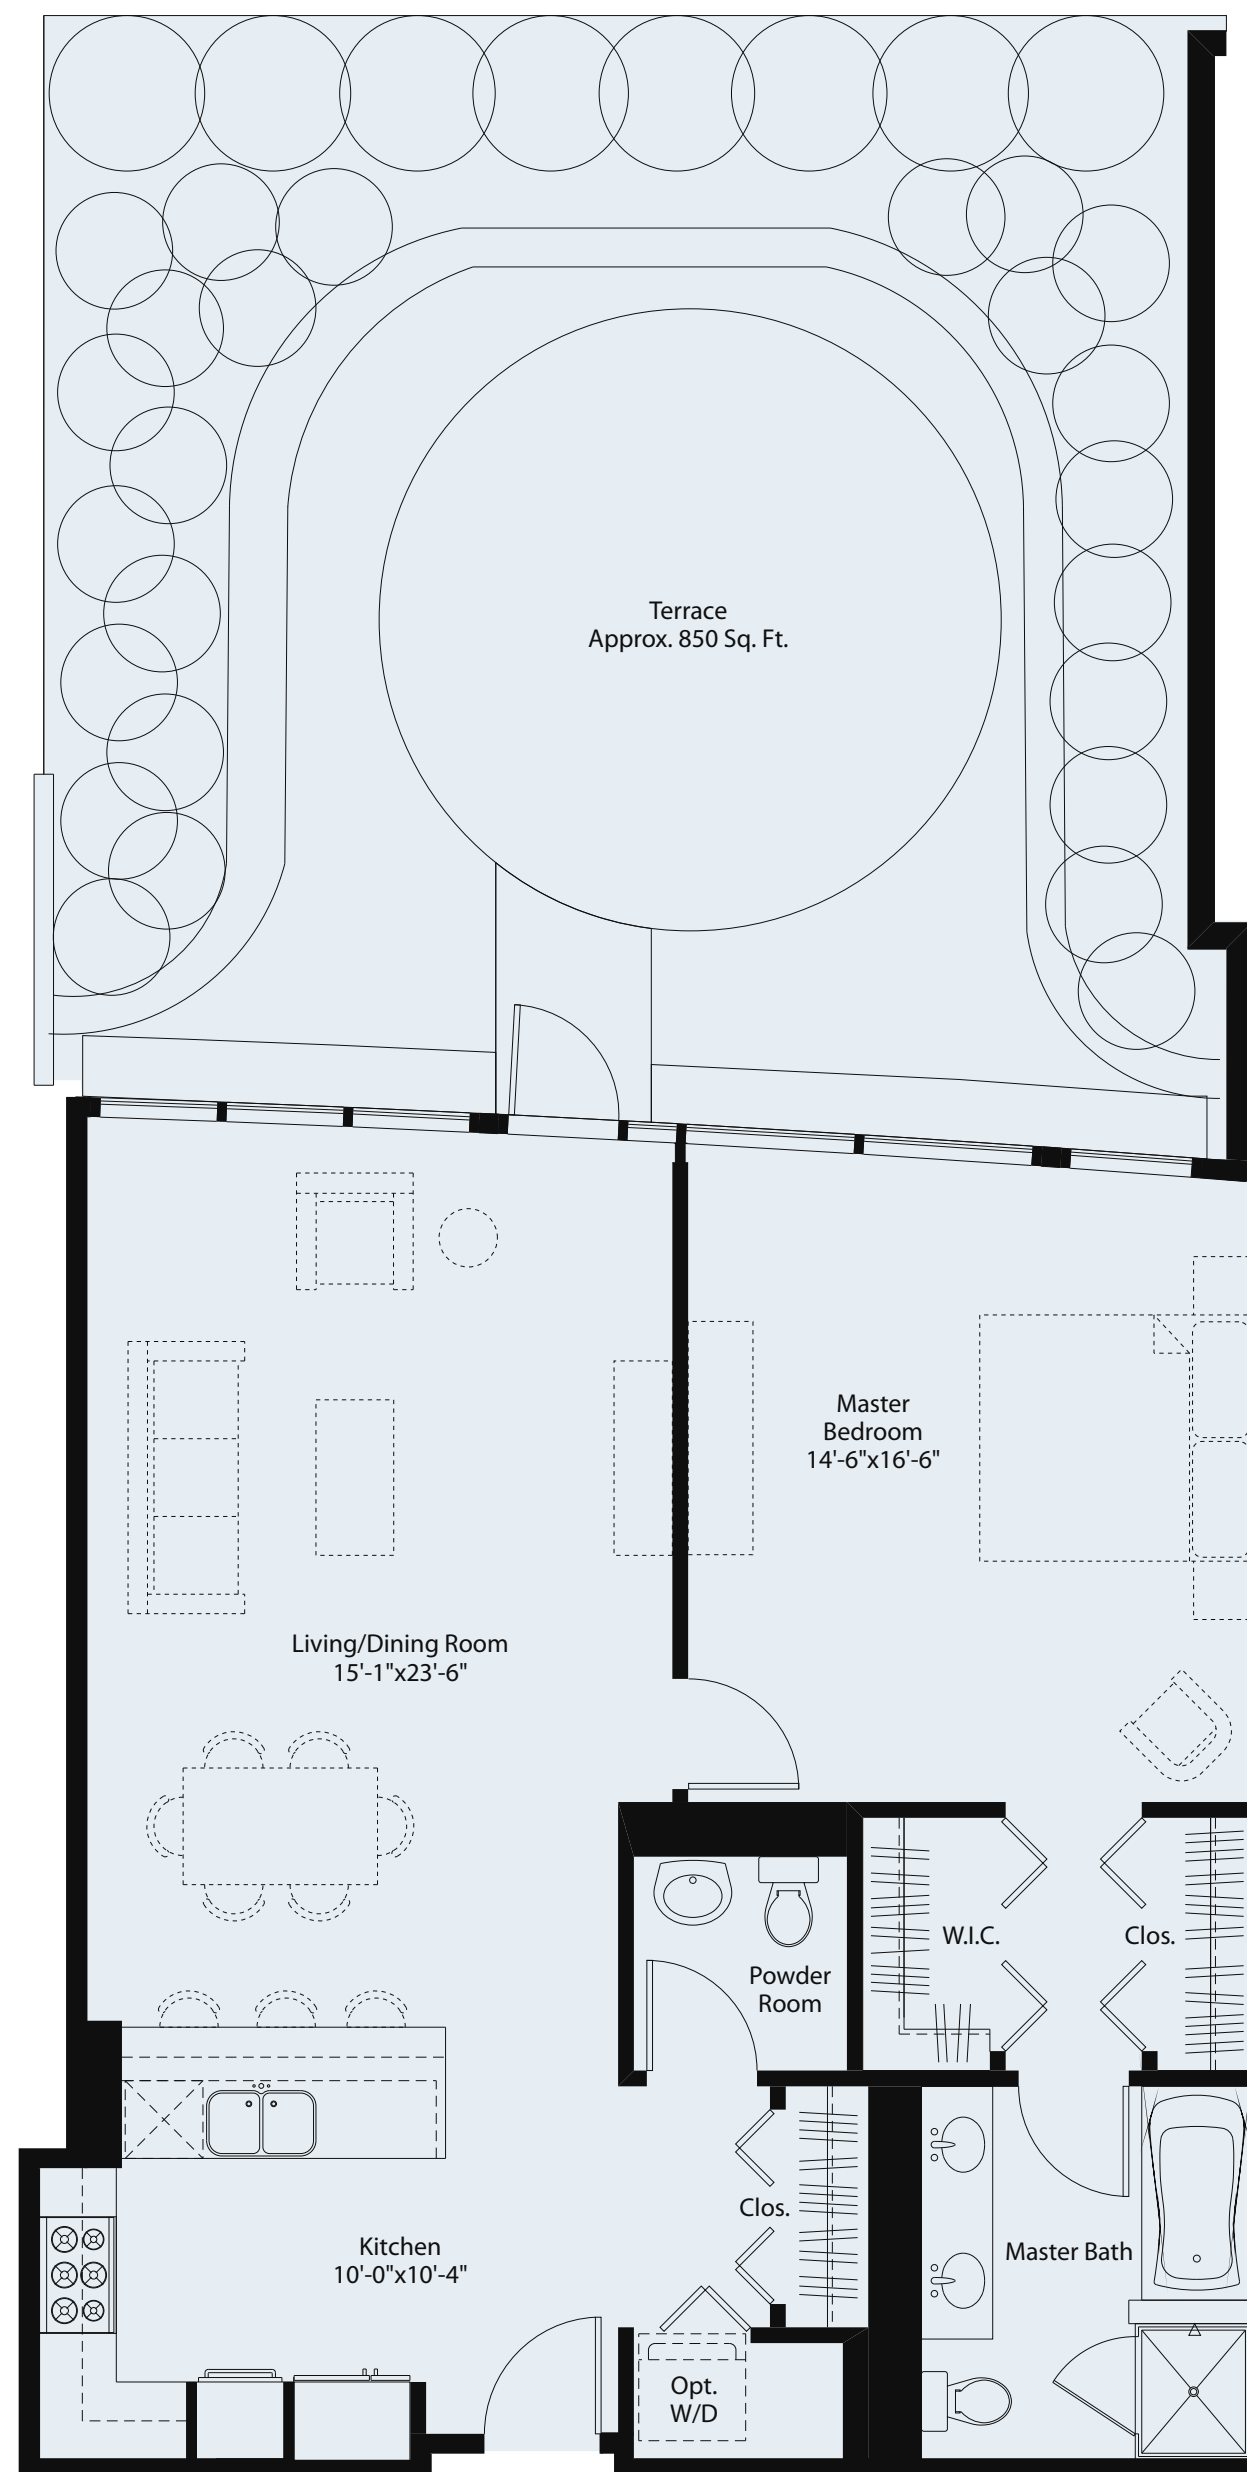 Terrace
Approx. 850 Sq. Ft.
Master
Bedroom
14'-6"x16'-6"
Living/Dining Room
15'-1"x23'-6"
W.I.C.
Clos.
Powder
Room
Clos.
Kitchen
10'-0"x10'-4"
Master Bath
Opt.
W/D